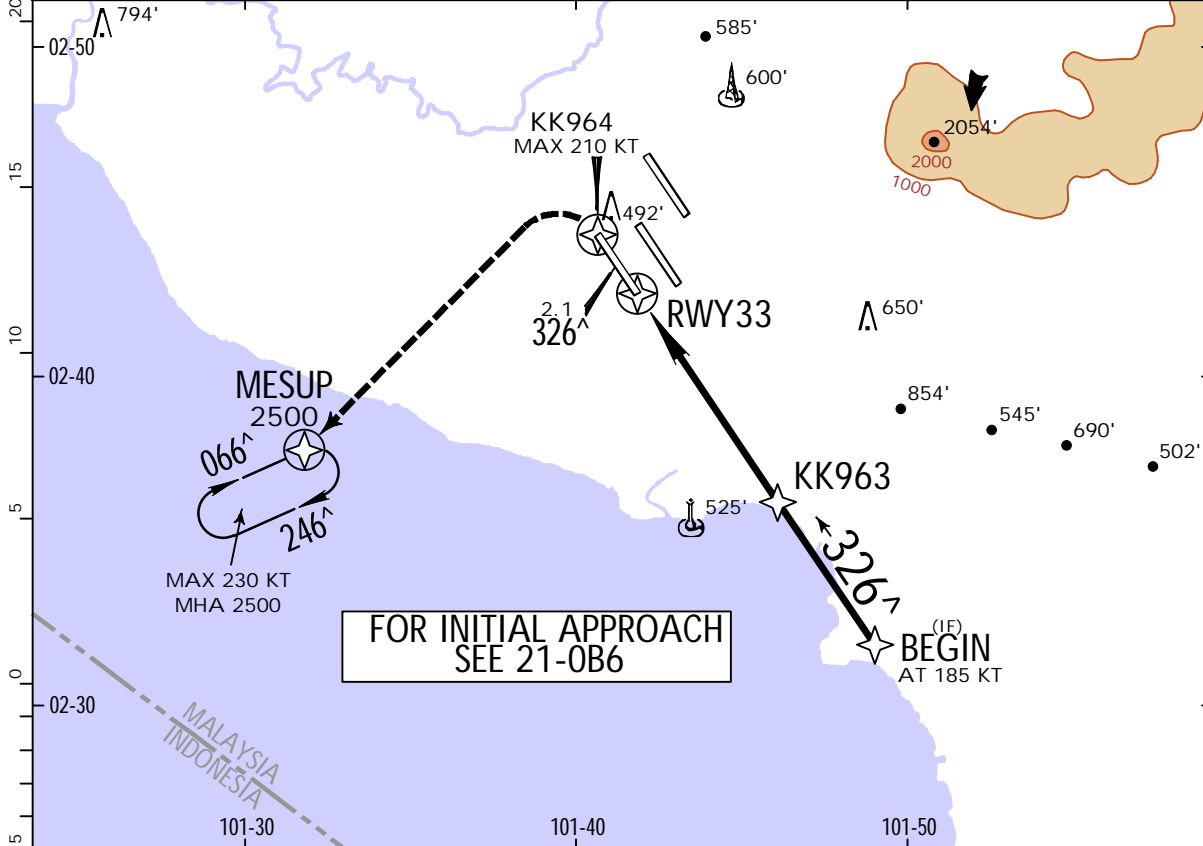 20
794'
02-50
585'
600'
KK964
MAX 210 KT
2054'
2000
1000
15
492'
2.1
326^
RWY33
650'
10
02-40
MESUP
2500
854'
545'
690'
502'
066^
246^
KK963
525'
5
326^
MAX 230 KT
MHA 2500
FOR INITIAL APPROACH
SEE 21-0B6
(IF)
BEGIN
AT 185 KT
0
02-30
MALAYSIA
INDONESIA
5
101-30
101-40
101-50